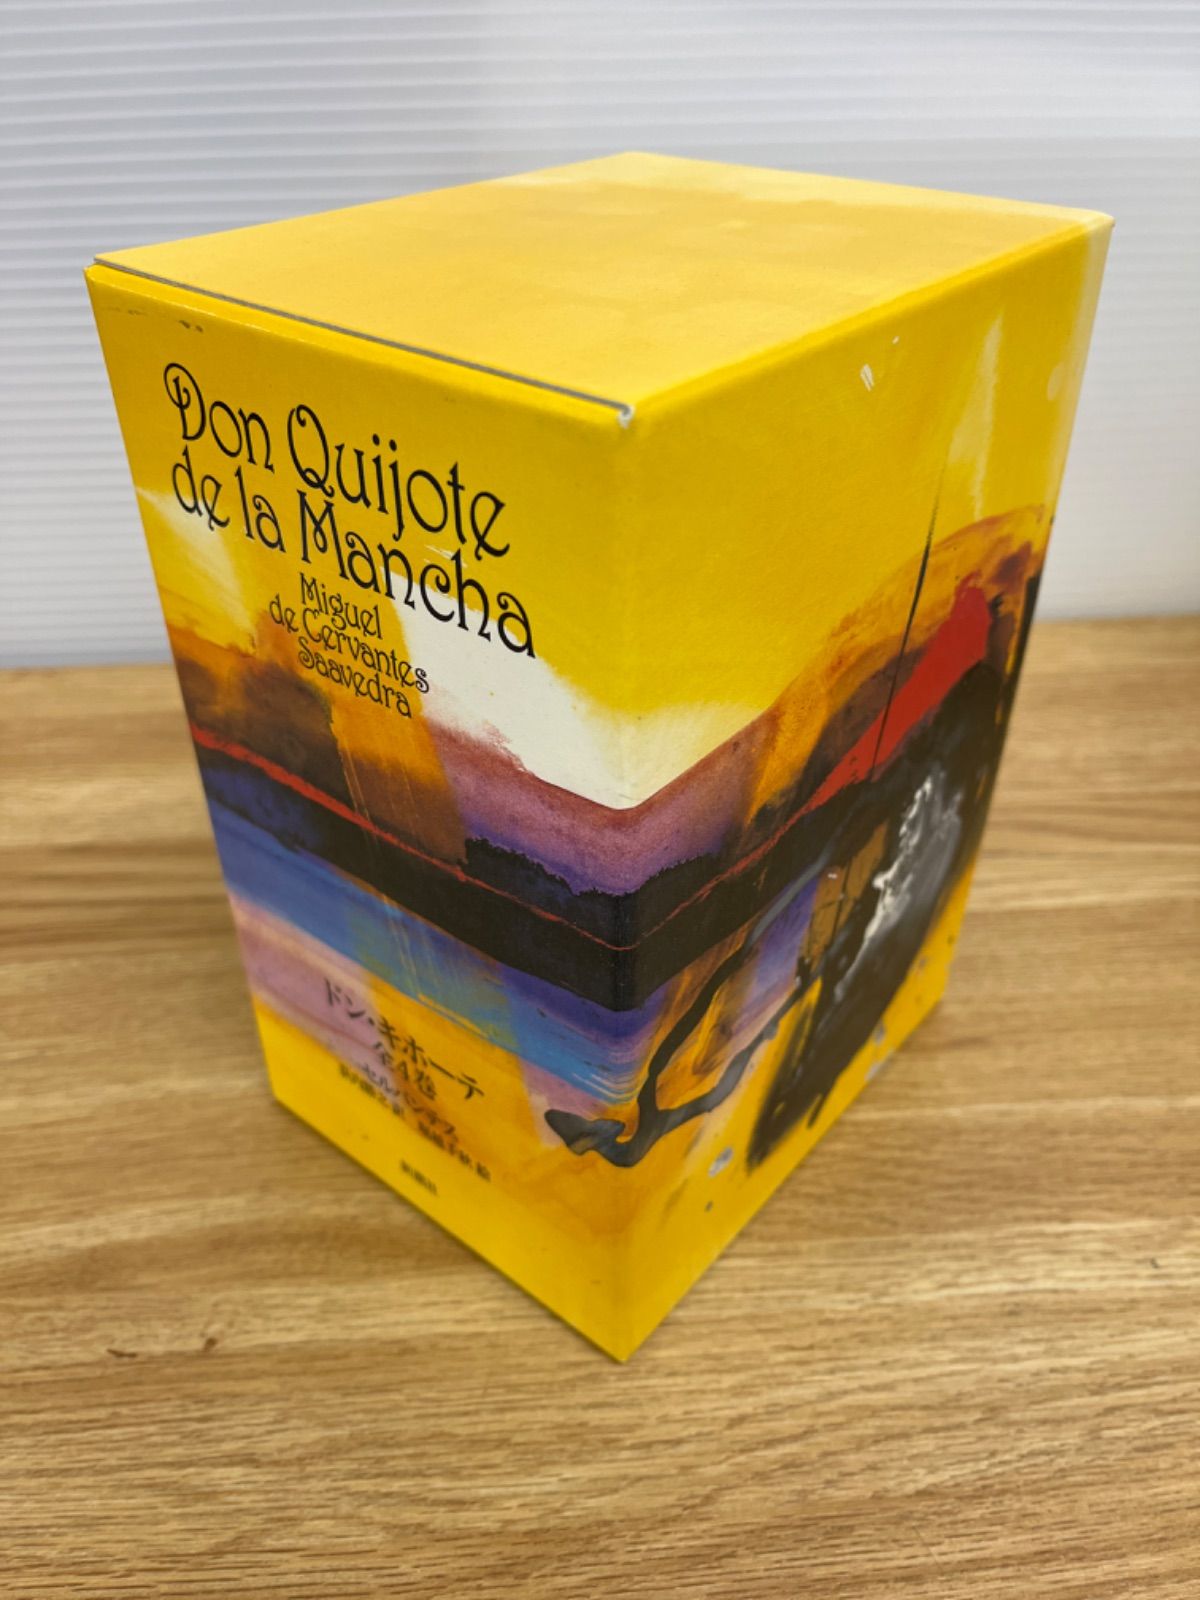 Don Quijote
de la Mancha
Miguel
de Cervantes
Saavedra
ドン・キホーテ
全4巻
セルバンテス